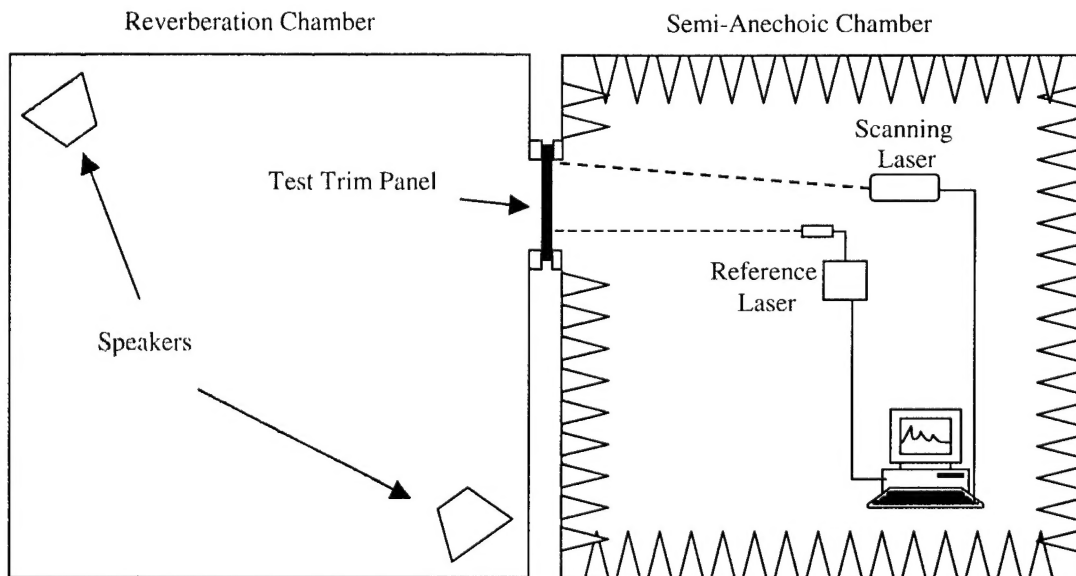 Reverberation Chamber
Semi-Anechoic Chamber
Scanning
Laser
Test Trim Panel
Reference
Laser
Speakers